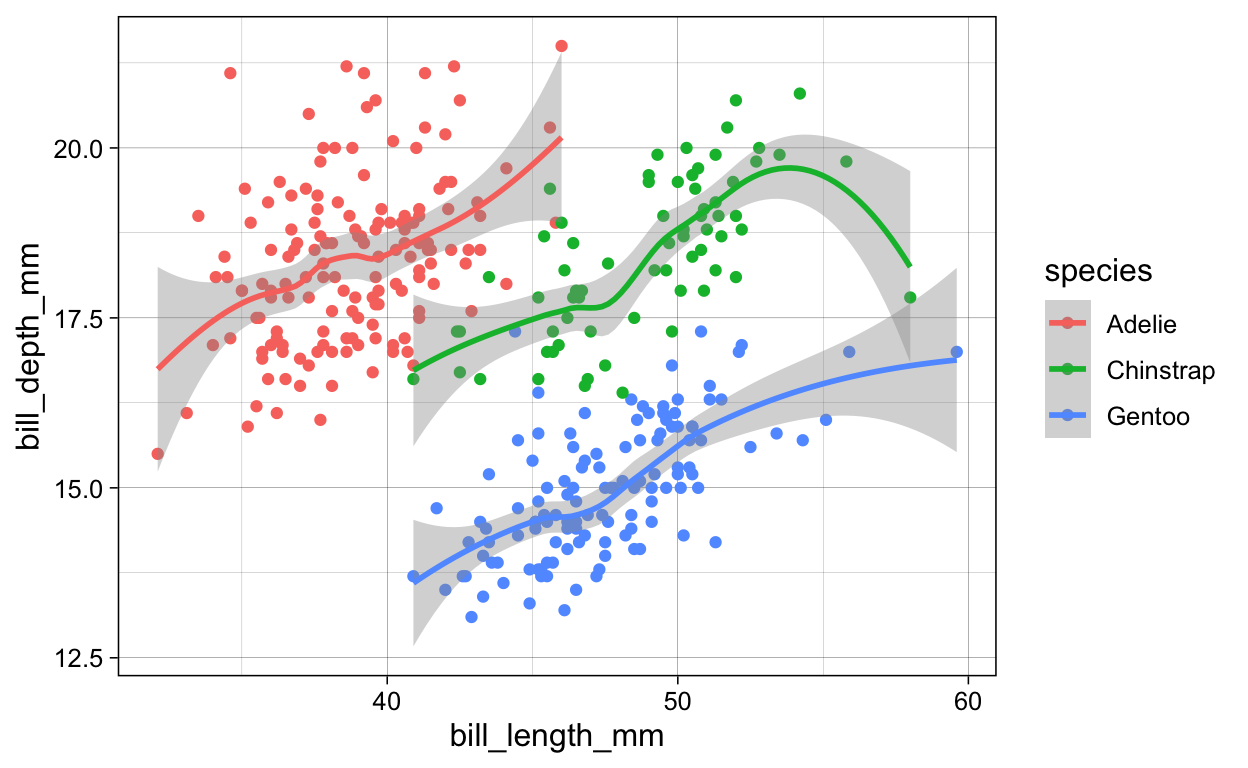 bill_depth_mm
20.0
17.5
15.0
12.5
40
50
60
bill_length_mm
species
Adelie
Chinstrap
Gentoo